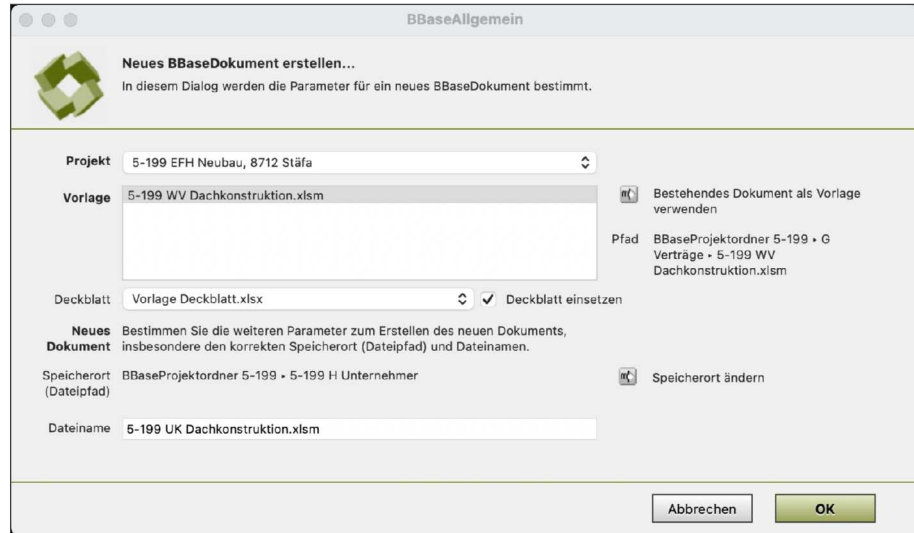 BBaseAllgemein
Neues BBaseDokument erstellen...
In diesem Dialog werden die Parameter für ein neues BBaseDokument bestimmt.
Projekt 5-199 EFH Neubau, 8712 Stäfa
Vorlage 5-199 WV Dachkonstruktion.xlsm
Bestehendes Dokument als Vorlage
verwenden
Pfad BBaseProjektordner 5-199 ‣ G
Verträge ‣ 5-199 WV
Dachkonstruktion.xlsm
Deckblatt Vorlage Deckblatt.xlsx Deckblatt einsetzen
Neues Bestimmen Sie die weiteren Parameter zum Erstellen des neuen Dokuments,
Dokument insbesondere den korrekten Speicherort (Dateipfad) und Dateinamen.
Speicherort BBaseProjektordner 5-199 ‣ 5-199 H Unternehmer Speicherort ändern
(Dateipfad)
Dateiname 5-199 UK Dachkonstruktion.xlsm
Abbrechen OK